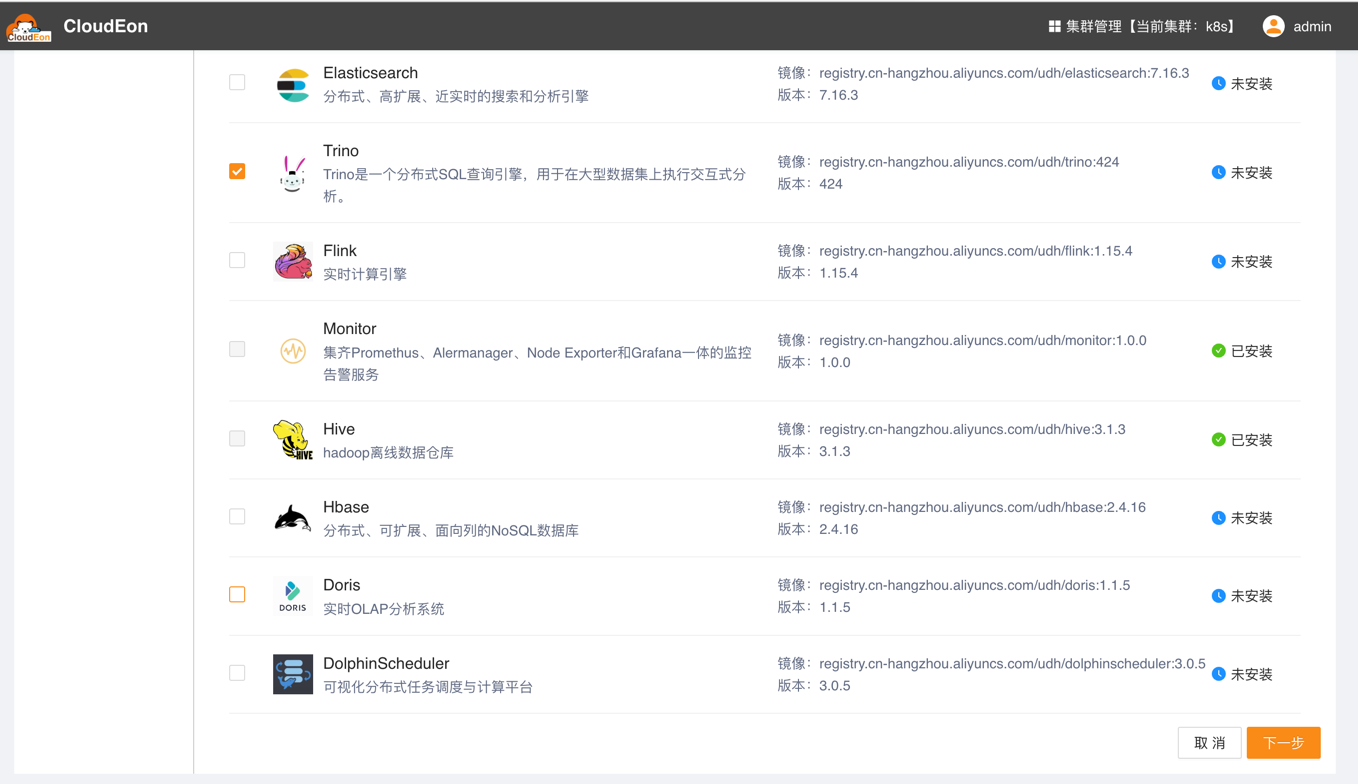 CloudEon
CloudEon
集群管理【当前集群：k8s】
admin
Elasticsearch
分布式、高扩展、近实时的搜索和分析引擎
镜像：registry.cn-hangzhou.aliyuncs.com/udh/elasticsearch:7.16.3
版本：7.16.3
未安装
Trino
Trino是一个分布式SQL查询引擎，用于在大型数据集上执行交互式分
析。
镜像：registry.cn-hangzhou.aliyuncs.com/udh/trino:424
版本：424
未安装
Flink
实时计算引擎
镜像：registry.cn-hangzhou.aliyuncs.com/udh/flink:1.15.4
版本：1.15.4
未安装
Monitor
集齐Promethus、Alermanager、Node Exporter和Grafana一体的监控
告警服务
镜像：registry.cn-hangzhou.aliyuncs.com/udh/monitor:1.0.0
版本：1.0.0
已安装
HIVE
Hive
hadoop离线数据仓库
镜像：registry.cn-hangzhou.aliyuncs.com/udh/hive:3.1.3
版本：3.1.3
已安装
Hbase
分布式、可扩展、面向列的NoSQL数据库
镜像：registry.cn-hangzhou.aliyuncs.com/udh/hbase:2.4.16
版本：2.4.16
未安装
DORIS
Doris
实时OLAP分析系统
镜像：registry.cn-hangzhou.aliyuncs.com/udh/doris:1.1.5
版本：1.1.5
未安装
DolphinScheduler
可视化分布式任务调度与计算平台
镜像：registry.cn-hangzhou.aliyuncs.com/udh/dolphinscheduler:3.0.5
版本：3.0.5
未安装
取 消
下一步